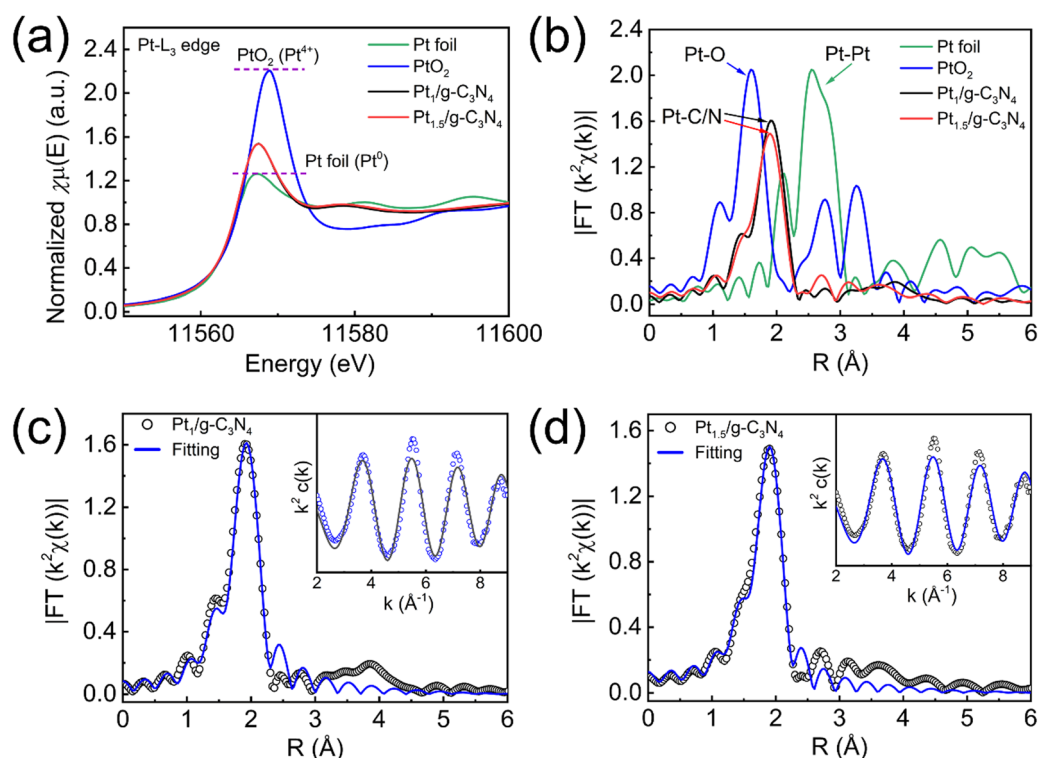 (a)
Pt-L₃ edge
PtO₂ (Pt⁴⁺)
Pt foil
PtO₂
Pt₁/g-C₃N₄
Pt₁.₅/g-C₃N₄
Pt foil (Pt⁰)
Normalized χμ(E) (a.u.)
2.4
2.0
1.6
1.2
0.8
0.4
0.0
11560
11580
11600
Energy (eV)
(b)
Pt-O
Pt-Pt
Pt-C/N
Pt foil
PtO₂
Pt₁/g-C₃N₄
Pt₁.₅/g-C₃N₄
|FT (k²χ(k))|
2.4
2.0
1.6
1.2
0.8
0.4
0.0
0 1 2 3 4 5 6
R (Å)
(c)
Pt₁/g-C₃N₄
Fitting
|FT (k²χ(k))|
1.6
1.2
0.8
0.4
0.0
0 1 2 3 4 5 6
R (Å)
k² c(k)
2 4 6 8
k (Å⁻¹)
(d)
Pt₁.₅/g-C₃N₄
Fitting
|FT (k²χ(k))|
1.6
1.2
0.8
0.4
0.0
0 1 2 3 4 5 6
R (Å)
k² c(k)
2 4 6 8
k (Å⁻¹)